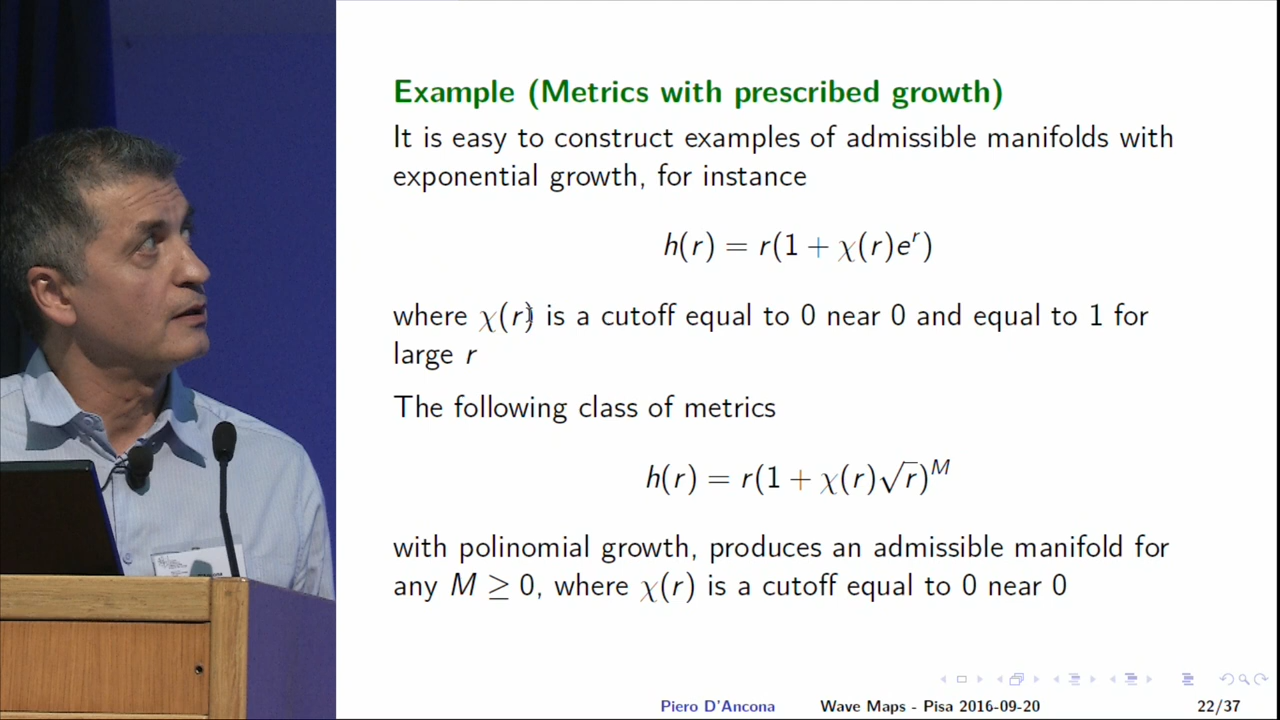 Example (Metrics with prescribed growth)
It is easy to construct examples of admissible manifolds with
exponential growth, for instance
h(r) = r(1 + χ(r)eʳ)
where χ(r) is a cutoff equal to 0 near 0 and equal to 1 for
large r
The following class of metrics
h(r) = r(1 + χ(r)√r)ᴹ
with polinomial growth, produces an admissible manifold for
any M ≥ 0, where χ(r) is a cutoff equal to 0 near 0
Piero D'Ancona Wave Maps - Pisa 2016-09-20 22/37